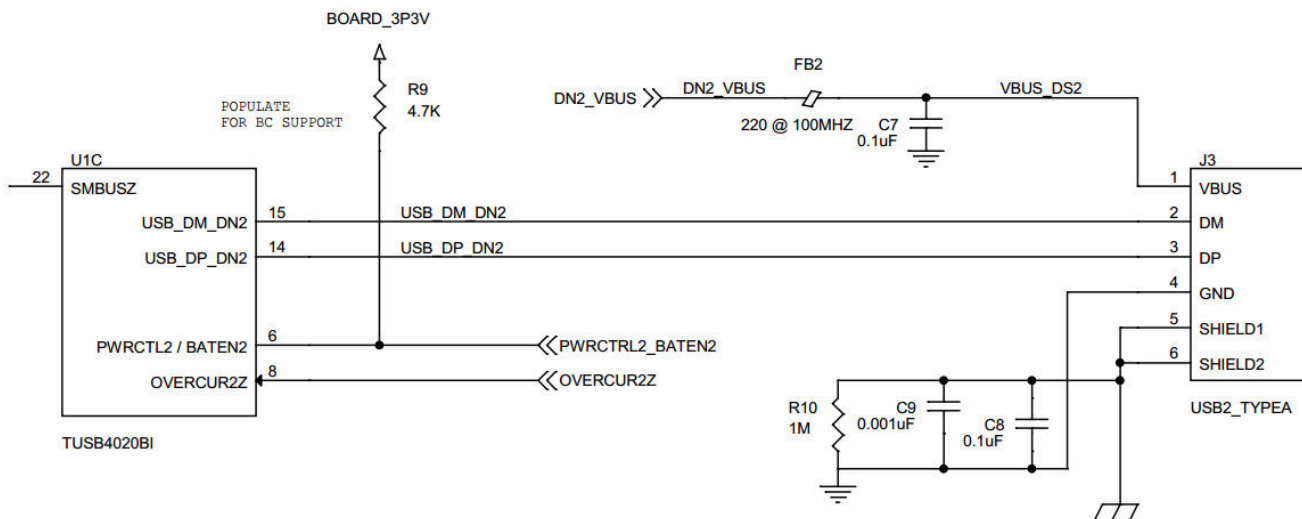 BOARD_3P3V
FB2
R9
4.7K
DN2_VBUS
DN2_VBUS
VBUS_DS2
POPULATE
FOR BC SUPPORT
220 @ 100MHZ
C7
0.1uF
U1C
J3
22
SMBUSZ
1
VBUS
USB_DM_DN2
15
USB_DM_DN2
2
DM
USB_DP_DN2
14
USB_DP_DN2
3
DP
4
GND
5
SHIELD1
PWRCTL2 / BATEN2
6
PWRCTRL2_BATEN2
6
SHIELD2
OVERCUR2Z
8
OVERCUR2Z
USB2_TYPEA
R10
1M
C9
0.001uF
C8
0.1uF
TUSB4020BI